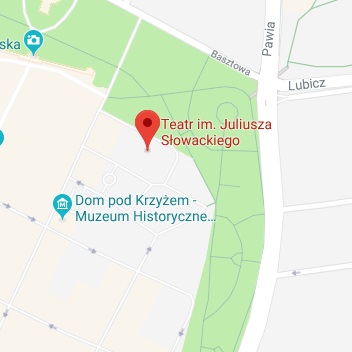 Pawia
ska
Basztowa
Lubicz
Teatr im. Juliusza
Słowackiego
Dom pod Krzyżem -
Muzeum Historyczne...